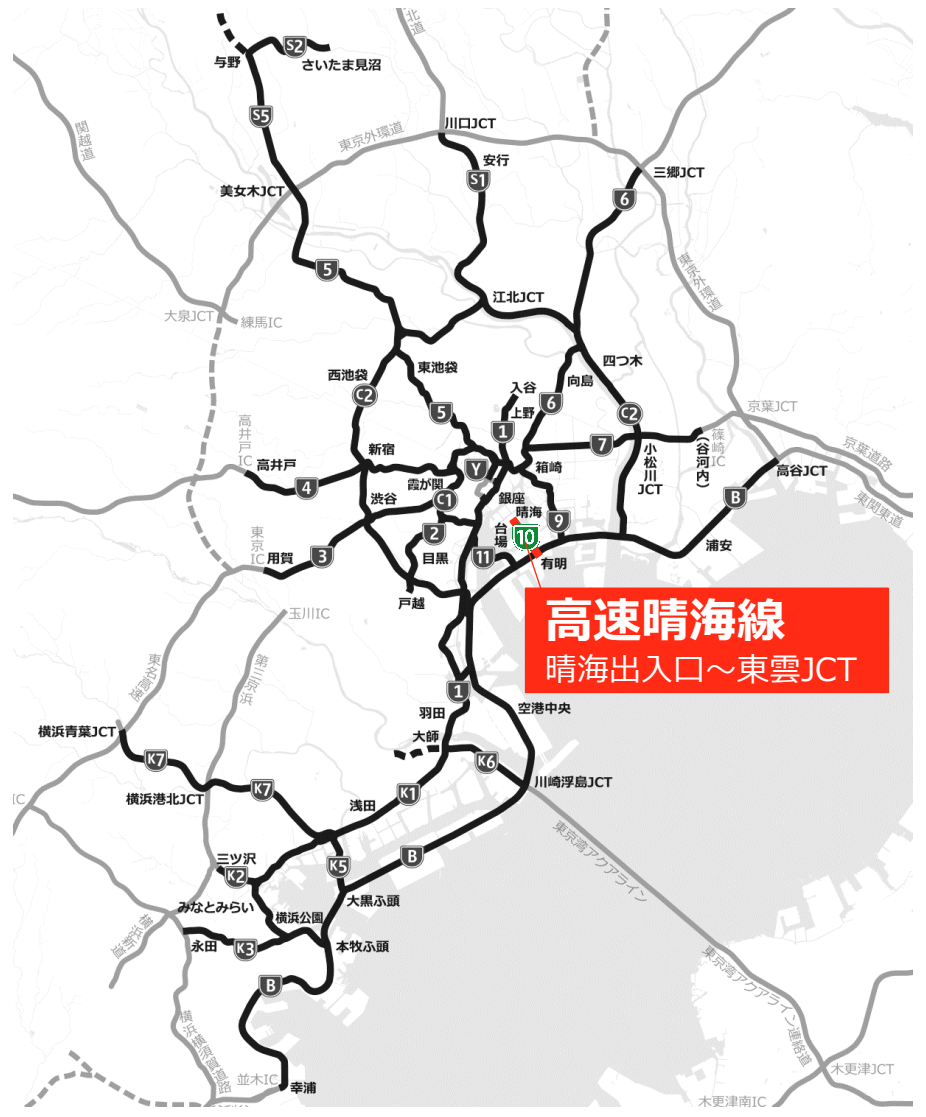 北道
S2
与野
さいたま見沼
S5
川口JCT
関越道
東京外環道
安行
S1
三郷JCT
美女木JCT
6
5
東京外環道
江北JCT
大泉JCT
練馬IC
四つ木
東池袋
西池袋
向島
入谷
C2
上野
5
6
C2
京葉JCT
1
高井戸IC
7
篠崎IC
(谷河内)
新宿
小松川JCT
京葉道路
高井戸
Y
箱崎
高谷JCT
霞が関
4
渋谷
C1
銀座
B
東関東道
晴海
9
2
台場
10
東京IC
用賀
3
目黒
11
有明
浦安
戸越
高速晴海線
晴海出入口~東雲JCT
玉川IC
東名高速
第三京浜
1
羽田
空港中央
横浜青葉JCT
大師
K7
K6
川崎浮島JCT
K7
K1
横浜港北JCT
浅田
IC
東京湾アクアライン
三ツ沢
K5
B
K2
大黒ふ頭
みなとみらい
横浜公園
横浜新道
永田
K3
本牧ふ頭
東京湾アクアライン連絡道
B
横浜横須賀道路
並木IC
幸浦
木更津JCT
木更津南IC